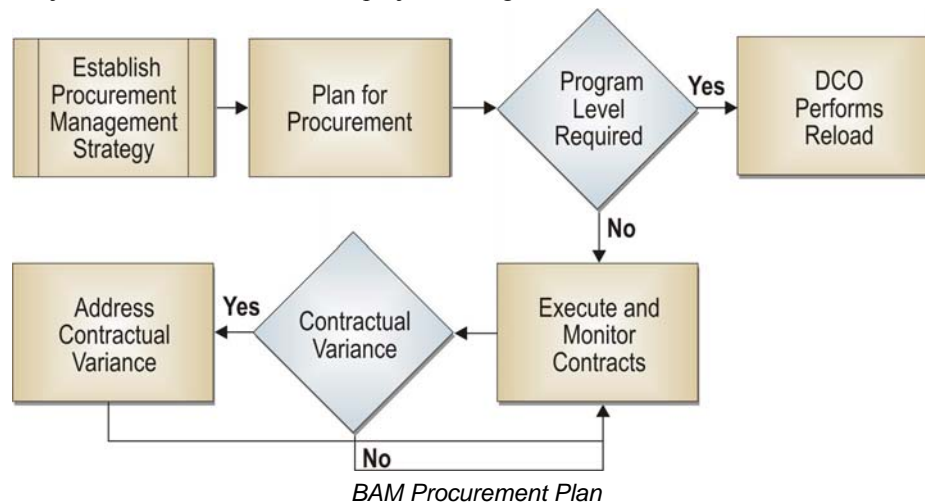 Establish
Procurement
Management
Strategy
Plan for
Procurement
Program
Level
Required
Yes
DCO
Performs
Reload
No
Address
Contractual
Variance
Yes
Contractual
Variance
Execute and
Monitor
Contracts
No
BAM Procurement Plan